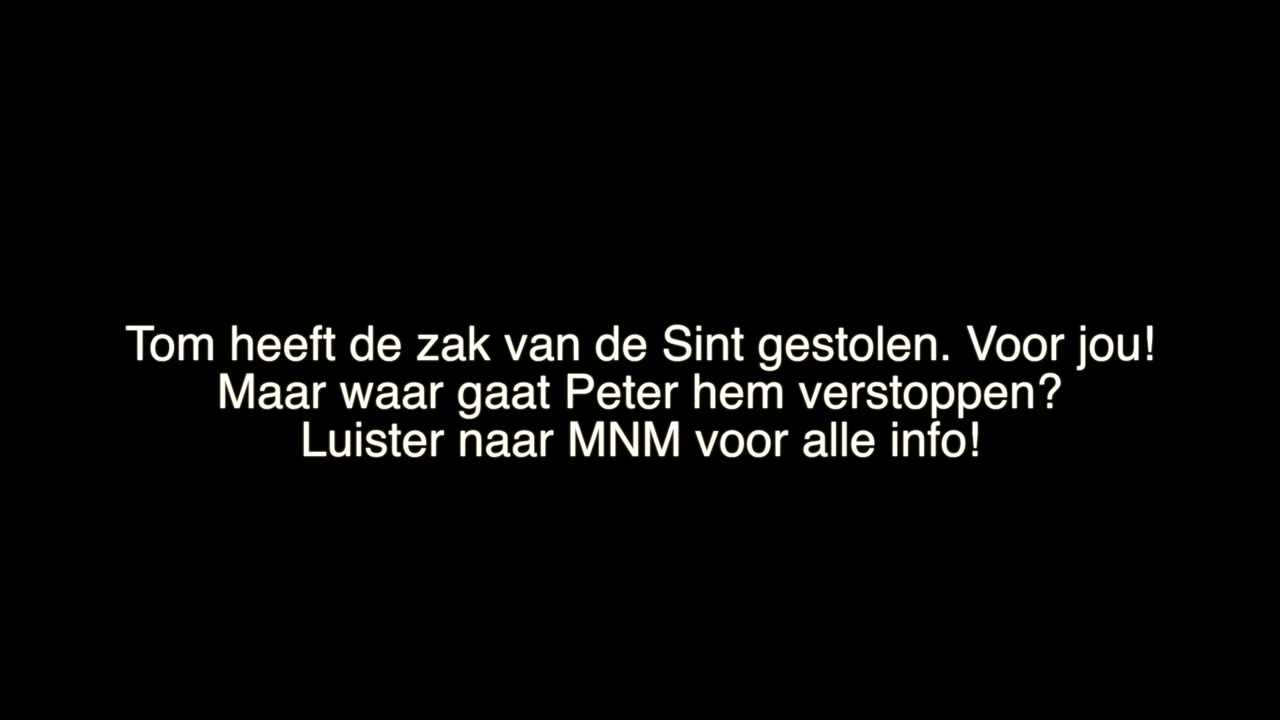 Tom heeft de zak van de Sint gestolen. Voor jou!
Maar waar gaat Peter hem verstoppen?
Luister naar MNM voor alle info!